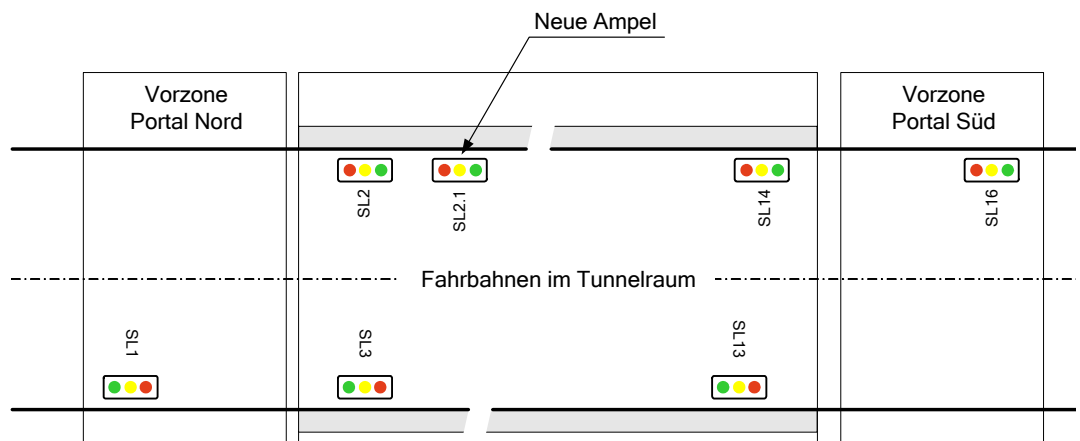 Neue Ampel
Vorzone
Portal Nord
Vorzone
Portal Süd
SL2
SL2.1
SL14
SL16
Fahrbahnen im Tunnelraum
SL1
SL3
SL13